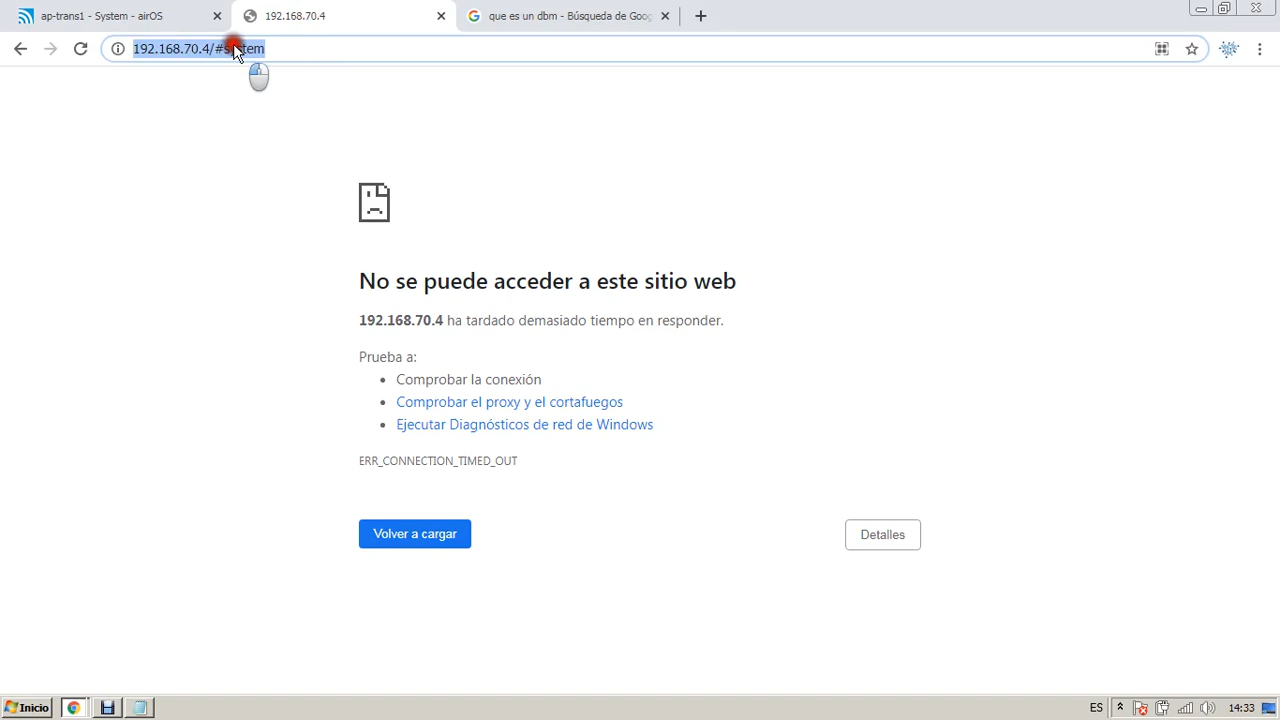 ap-trans1 - System - airOS
192.168.70.4
que es un dbm - Búsqueda de Goog
192.168.70.4/#system
No se puede acceder a este sitio web
192.168.70.4 ha tardado demasiado tiempo en responder.
Prueba a:
Comprobar la conexión
Comprobar el proxy y el cortafuegos
Ejecutar Diagnósticos de red de Windows
ERR_CONNECTION_TIMED_OUT
Volver a cargar
Detalles
Inicio
ES
14:33